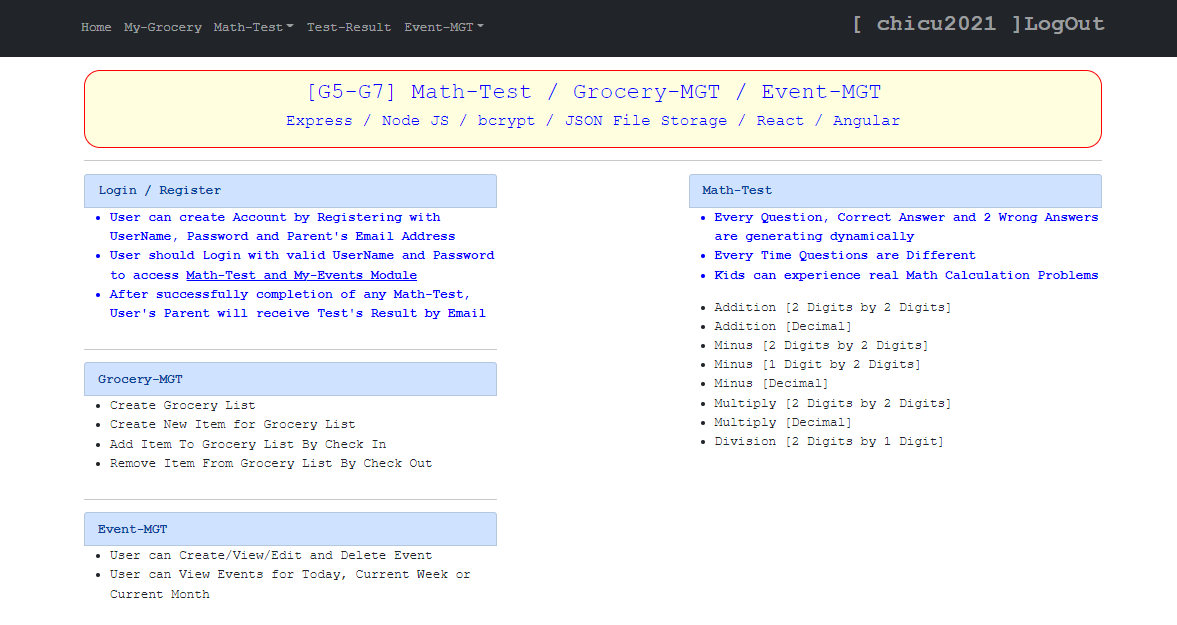 Home My-Grocery Math-Test Test-Result Event-MGT [ chicu2021 ]LogOut
[G5-G7] Math-Test / Grocery-MGT / Event-MGT
Express / Node JS / bcrypt / JSON File Storage / React / Angular
Login / Register
• User can create Account by Registering with
UserName, Password and Parent's Email Address
• User should Login with valid UserName and Password
to access Math-Test and My-Events Module
• After successfully completion of any Math-Test,
User's Parent will receive Test's Result by Email
Grocery-MGT
• Create Grocery List
• Create New Item for Grocery List
• Add Item To Grocery List By Check In
• Remove Item From Grocery List By Check Out
Event-MGT
• User can Create/View/Edit and Delete Event
• User can View Events for Today, Current Week or
Current Month
Math-Test
• Every Question, Correct Answer and 2 Wrong Answers
are generating dynamically
• Every Time Questions are Different
• Kids can experience real Math Calculation Problems
• Addition [2 Digits by 2 Digits]
• Addition [Decimal]
• Minus [2 Digits by 2 Digits]
• Minus [1 Digit by 2 Digits]
• Minus [Decimal]
• Multiply [2 Digits by 2 Digits]
• Multiply [Decimal]
• Division [2 Digits by 1 Digit]